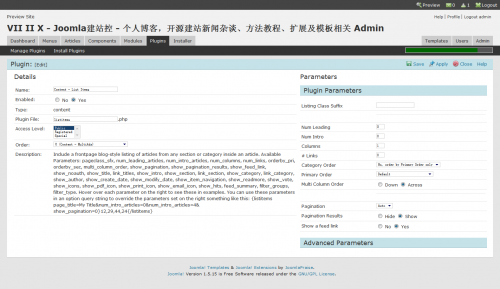 Preview Site
Preview 0 1 Logout
Help | Profile | Logout admin
VII III X - Joomla建站控 - 个人博客，开源建站新闻杂谈、方法教程、扩展及模板相关 Admin
Dashboard Menus Articles Components Modules Plugins Installer Templates Users Admin
Manage Plugins Install Plugins
Plugin: [Edit]
Save Apply Close Help
Details
Name: Content - List Items
Enabled: No Yes
Type: content
Plugin File: listitems .php
Access Level: Public Registered Special
Order:
Description: Include a frontpage blog-style listing of articles from any section or category inside an article. Available
Parameters: pageclass_sfx, num_leading_articles, num_intro_articles, num_columns, num_links, orderby_pri,
orderby_sec, multi_column_order, show_pagination, show_pagination_results, show_feed_link,
show_noauth, show_title, link_titles, show_intro, show_section, link_section, show_category, link_category,
show_author, show_create_date, show_modify_date, show_item_navigation, show_readmore, show_vote,
show_icons, show_pdf_icon, show_print_icon, show_email_icon, show_hits, feed_summary, filter_groups,
filter_type. Hover over each parameter on the right to see these in examples. You can use these parameters
in an option query string to override the parameters set on the right something like this: {listitems
page_title=My Title&num_intro_articles=0&num_intro_articles=4&
show_pagination=0}12,29,44,24{/listitems}
Parameters
Plugin Parameters
Listing Class Suffix
Num Leading
Num Intro
Columns
# Links
Category Order No, order by Primary Order only
Primary Order Default
Multi Column Order Down Across
Pagination
Pagination Results Hide Show
Show a feed link No Yes
Advanced Parameters
Joomla! Templates & Joomla! Extensions by JoomlaPraise.
Joomla! Version 1.5.15 is Free Software released under the GNU/GPL License.